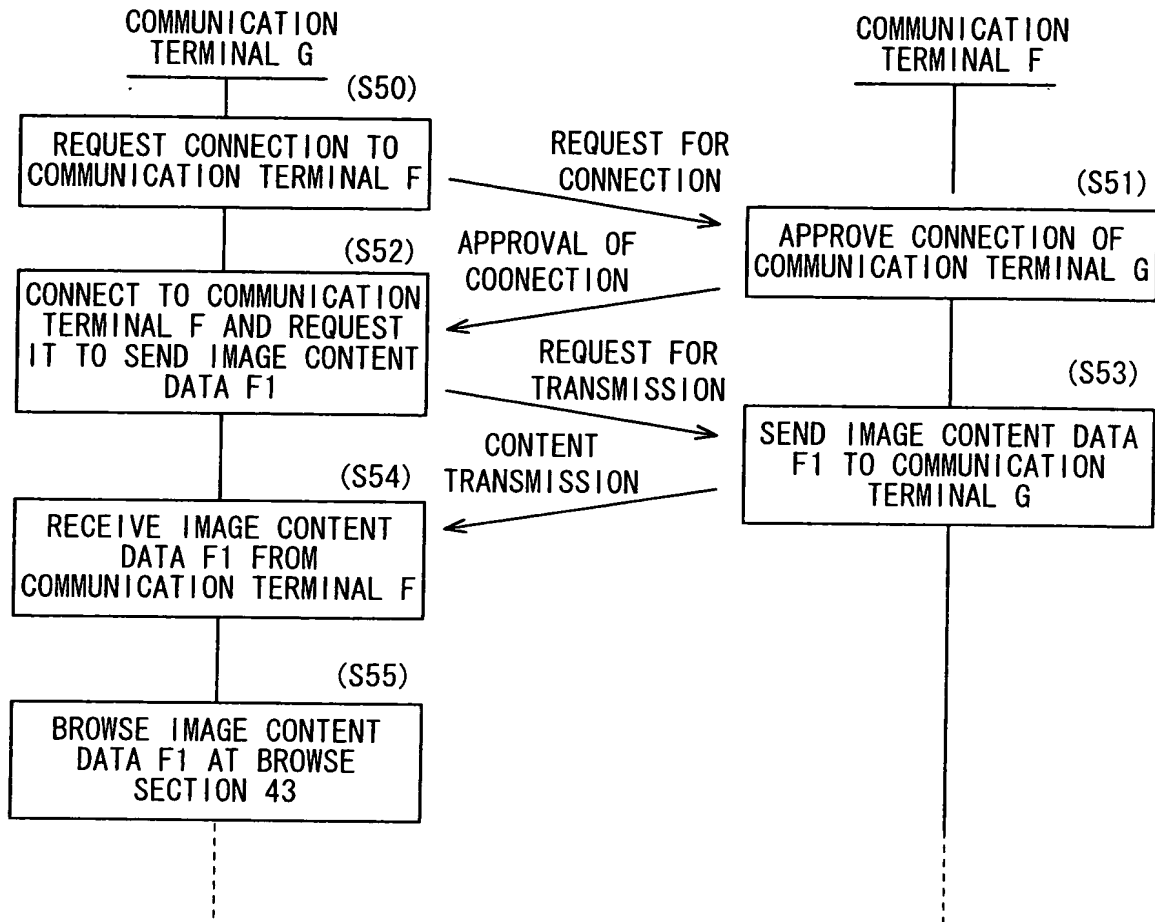 COMMUNICATION
TERMINAL G
COMMUNICATION
TERMINAL F
(S50)
REQUEST CONNECTION TO
COMMUNICATION TERMINAL F
REQUEST FOR
CONNECTION
(S51)
APPROVE CONNECTION OF
COMMUNICATION TERMINAL G
APPROVAL OF
COONECTION
(S52)
CONNECT TO COMMUNICATION
TERMINAL F AND REQUEST
IT TO SEND IMAGE CONTENT
DATA F1
REQUEST FOR
TRANSMISSION
(S53)
SEND IMAGE CONTENT DATA
F1 TO COMMUNICATION
TERMINAL G
CONTENT
TRANSMISSION
(S54)
RECEIVE IMAGE CONTENT
DATA F1 FROM
COMMUNICATION TERMINAL F
(S55)
BROWSE IMAGE CONTENT
DATA F1 AT BROWSE
SECTION 43